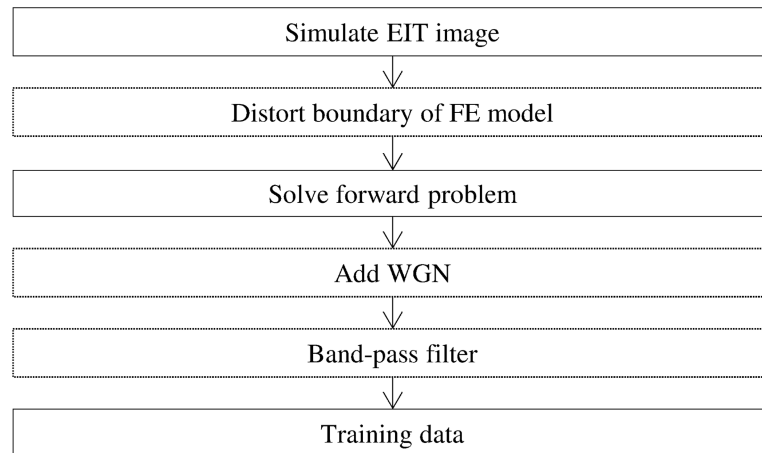 Simulate EIT image
Distort boundary of FE model
Solve forward problem
Add WGN
Band-pass filter
Training data